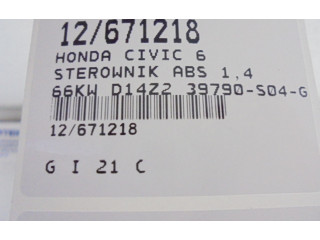 12/671218
HONDA CIVIC 6
STEROWNIK ABS 1,4
66KW D14Z2 39790-S04-G
12/671218
G I 21 C